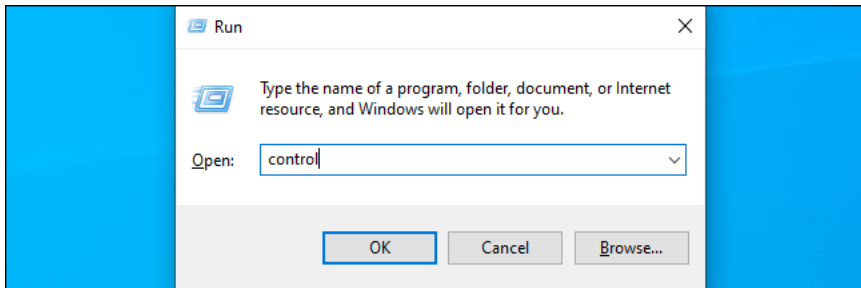 Run
Type the name of a program, folder, document, or Internet
resource, and Windows will open it for you.
Open: control
OK Cancel Browse...